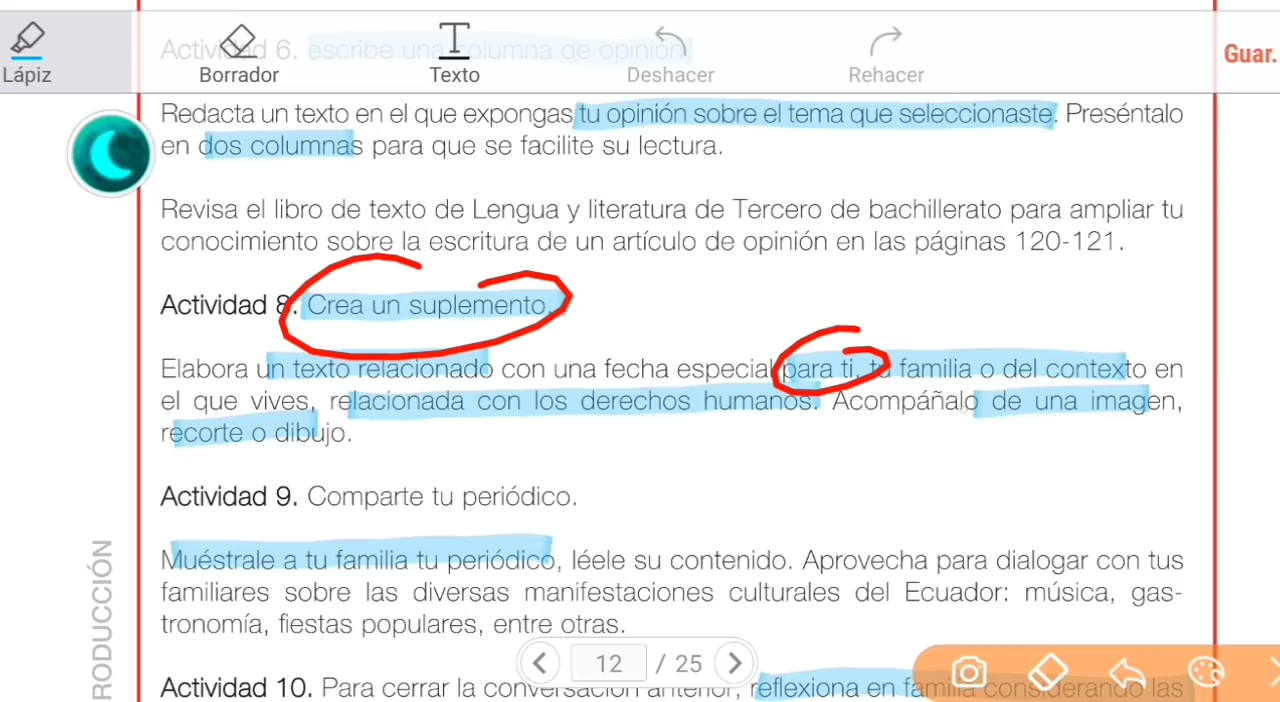 Actividad 6. escribe una columna de opinión.
Lápiz
Borrador
Texto
Deshacer
Rehacer
Guar.
Redacta un texto en el que expongas tu opinión sobre el tema que seleccionaste. Preséntalo
en dos columnas para que se facilite su lectura.
Revisa el libro de texto de Lengua y literatura de Tercero de bachillerato para ampliar tu
conocimiento sobre la escritura de un artículo de opinión en las páginas 120-121.
Actividad 8. Crea un suplemento.
Elabora un texto relacionado con una fecha especial para ti, tu familia o del contexto en
el que vives, relacionada con los derechos humanos. Acompáñalo de una imagen,
recorte o dibujo.
Actividad 9. Comparte tu periódico.
Muéstrale a tu familia tu periódico, léele su contenido. Aprovecha para dialogar con tus
familiares sobre las diversas manifestaciones culturales del Ecuador: música, gas-
tronomía, fiestas populares, entre otras.
12 / 25
Actividad 10. Para cerrar la conversación anterior, reflexiona en familia considerando las
RODUCCIÓN